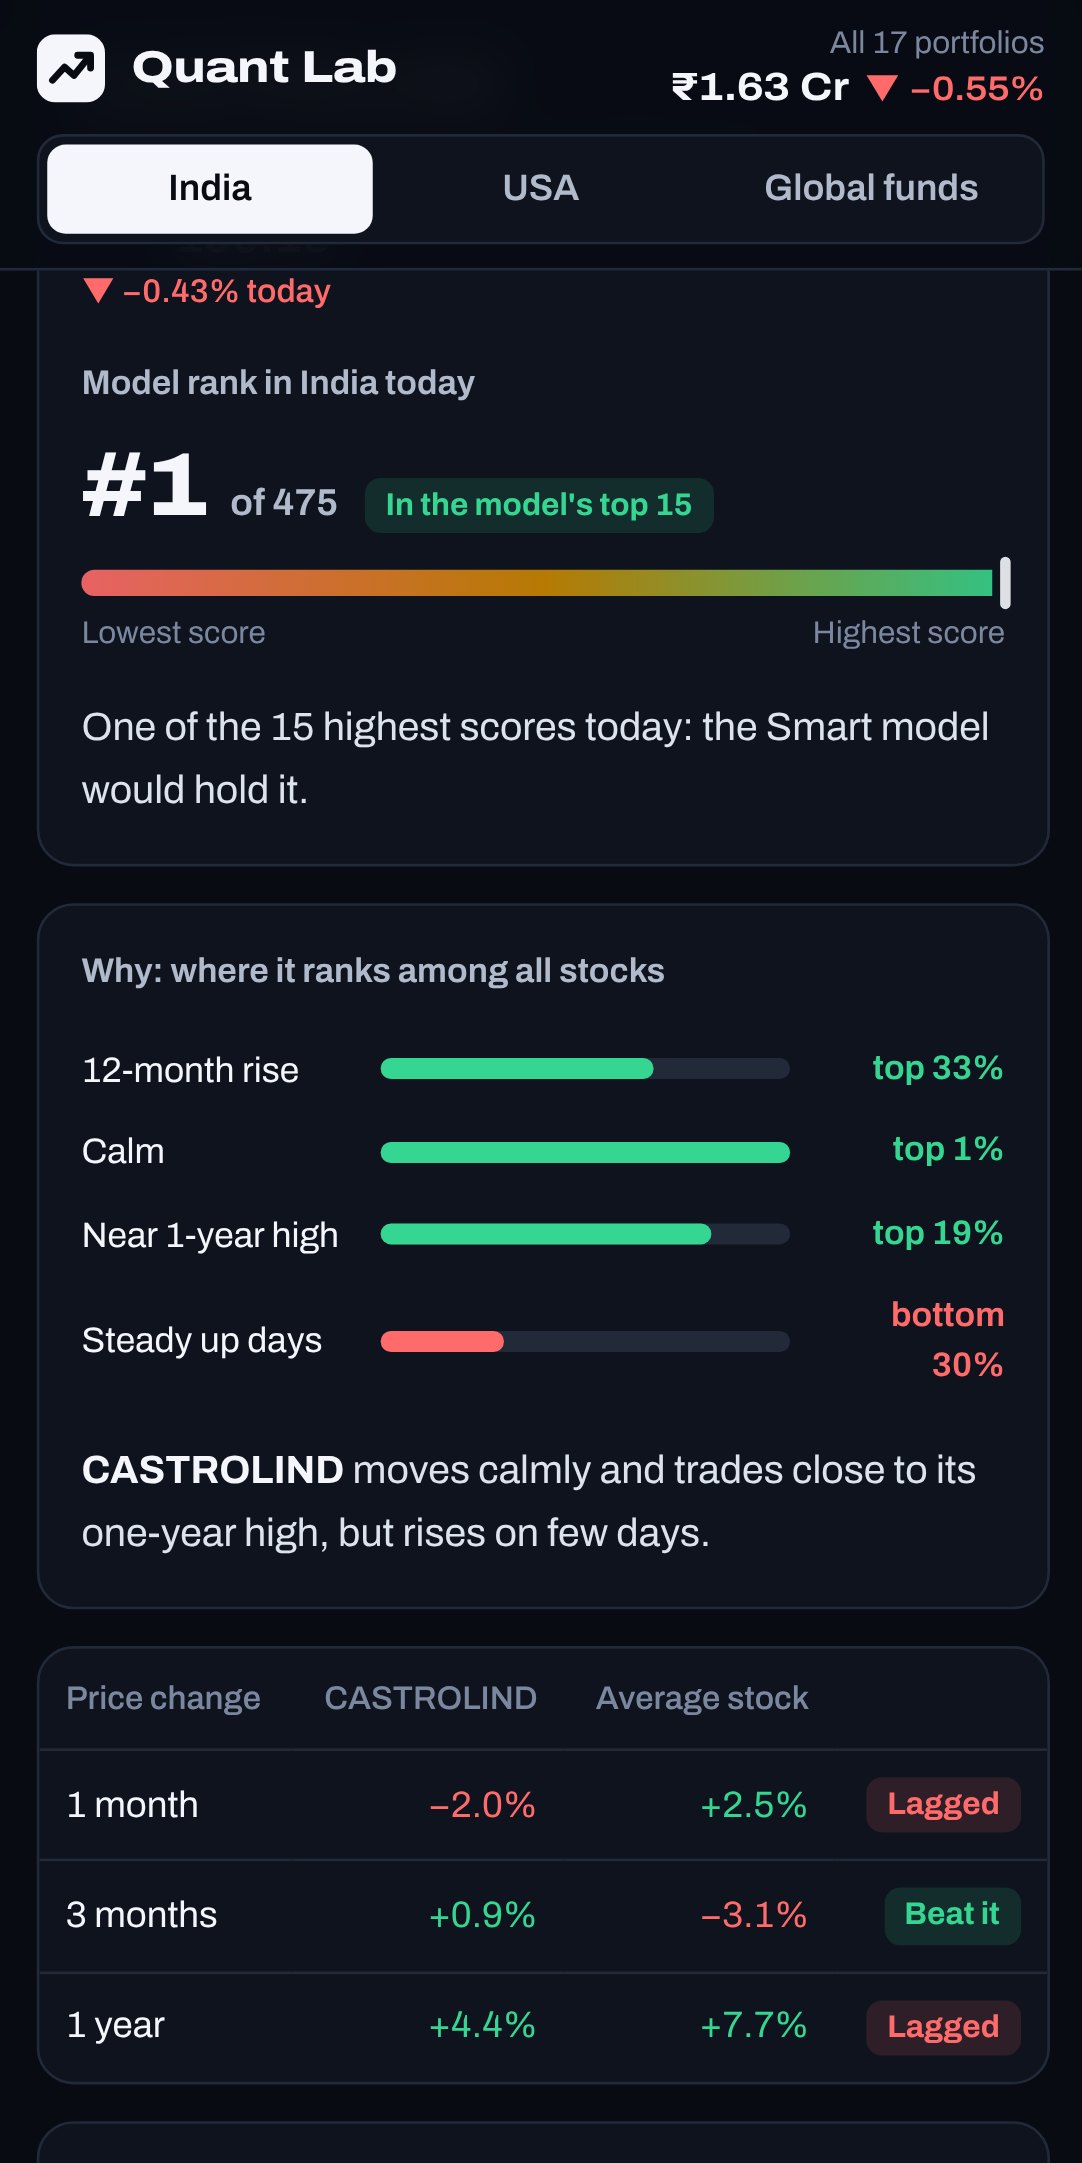 Quant Lab
All 17 portfolios
₹1.63 Cr ▼ −0.55%
India
USA
Global funds
▼ −0.43% today
Model rank in India today
#1 of 475
In the model's top 15
Lowest score
Highest score
One of the 15 highest scores today: the Smart model
would hold it.
Why: where it ranks among all stocks
12-month rise
top 33%
Calm
top 1%
Near 1-year high
top 19%
Steady up days
bottom
30%
CASTROLIND moves calmly and trades close to its
one-year high, but rises on few days.
Price change
CASTROLIND
Average stock
1 month
−2.0%
+2.5%
Lagged
3 months
+0.9%
−3.1%
Beat it
1 year
+4.4%
+7.7%
Lagged